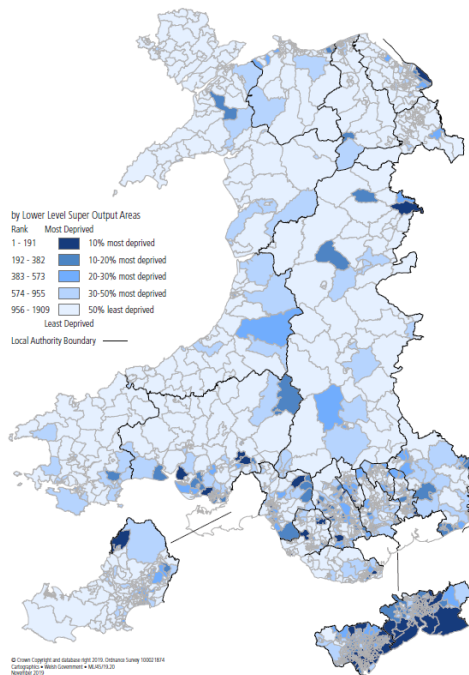 by Lower Level Super Output Areas
Rank Most Deprived
1 - 191 10% most deprived
192 - 382 10-20% most deprived
383 - 573 20-30% most deprived
574 - 955 30-50% most deprived
956 - 1909 50% least deprived
Least Deprived
Local Authority Boundary
© Crown Copyright and database right 2019. Ordnance Survey 100021874
Cartographics • Welsh Government • ML/45/19.20
November 2019